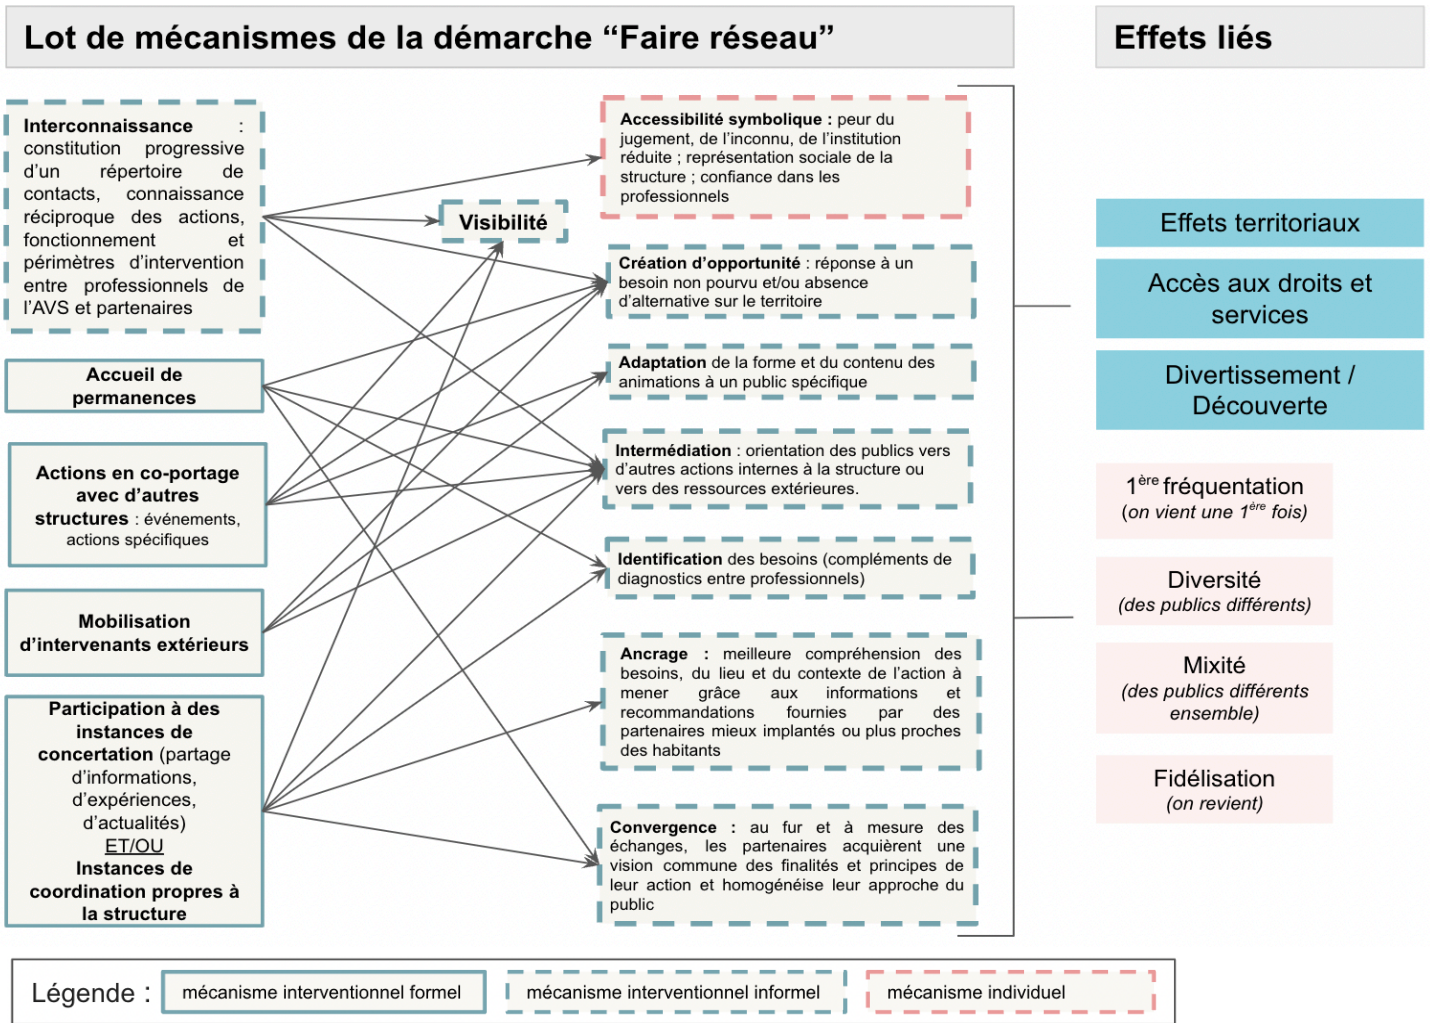 Lot de mécanismes de la démarche “Faire réseau”
Effets liés
Interconnaissance :
constitution progressive
d’un répertoire de
contacts, connaissance
réciproque des actions,
fonctionnement et
périmètres d’intervention
entre professionnels de
l’AVS et partenaires
Accueil de
permanences
Actions en co-portage
avec d’autres
structures : événements,
actions spécifiques
Mobilisation
d’intervenants extérieurs
Participation à des
instances de
concertation (partage
d’informations,
d’expériences,
d’actualités)
ET/OU
Instances de
coordination propres à
la structure
Visibilité
Accessibilité symbolique : peur du
jugement, de l’inconnu, de l’institution
réduite ; représentation sociale de la
structure ; confiance dans les
professionnels
Création d’opportunité : réponse à un
besoin non pourvu et/ou absence
d’alternative sur le territoire
Adaptation de la forme et du contenu des
animations à un public spécifique
Intermédiation : orientation des publics vers
d’autres actions internes à la structure ou
vers des ressources extérieures.
Identification des besoins (compléments de
diagnostics entre professionnels)
Ancrage : meilleure compréhension des
besoins, du lieu et du contexte de l’action à
mener grâce aux informations et
recommandations fournies par des
partenaires mieux implantés ou plus proches
des habitants
Convergence : au fur et à mesure des
échanges, les partenaires acquièrent une
vision commune des finalités et principes de
leur action et homogénéise leur approche du
public
Effets territoriaux
Accès aux droits et
services
Divertissement /
Découverte
1ère fréquentation
(on vient une 1ère fois)
Diversité
(des publics différents)
Mixité
(des publics différents
ensemble)
Fidélisation
(on revient)
Légende :
mécanisme interventionnel formel
mécanisme interventionnel informel
mécanisme individuel